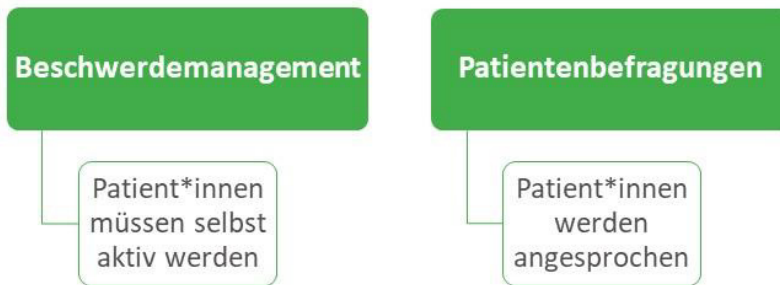 Beschwerdemanagement
Patient*innen
müssen selbst
aktiv werden
Patientenbefragungen
Patient*innen
werden
angesprochen